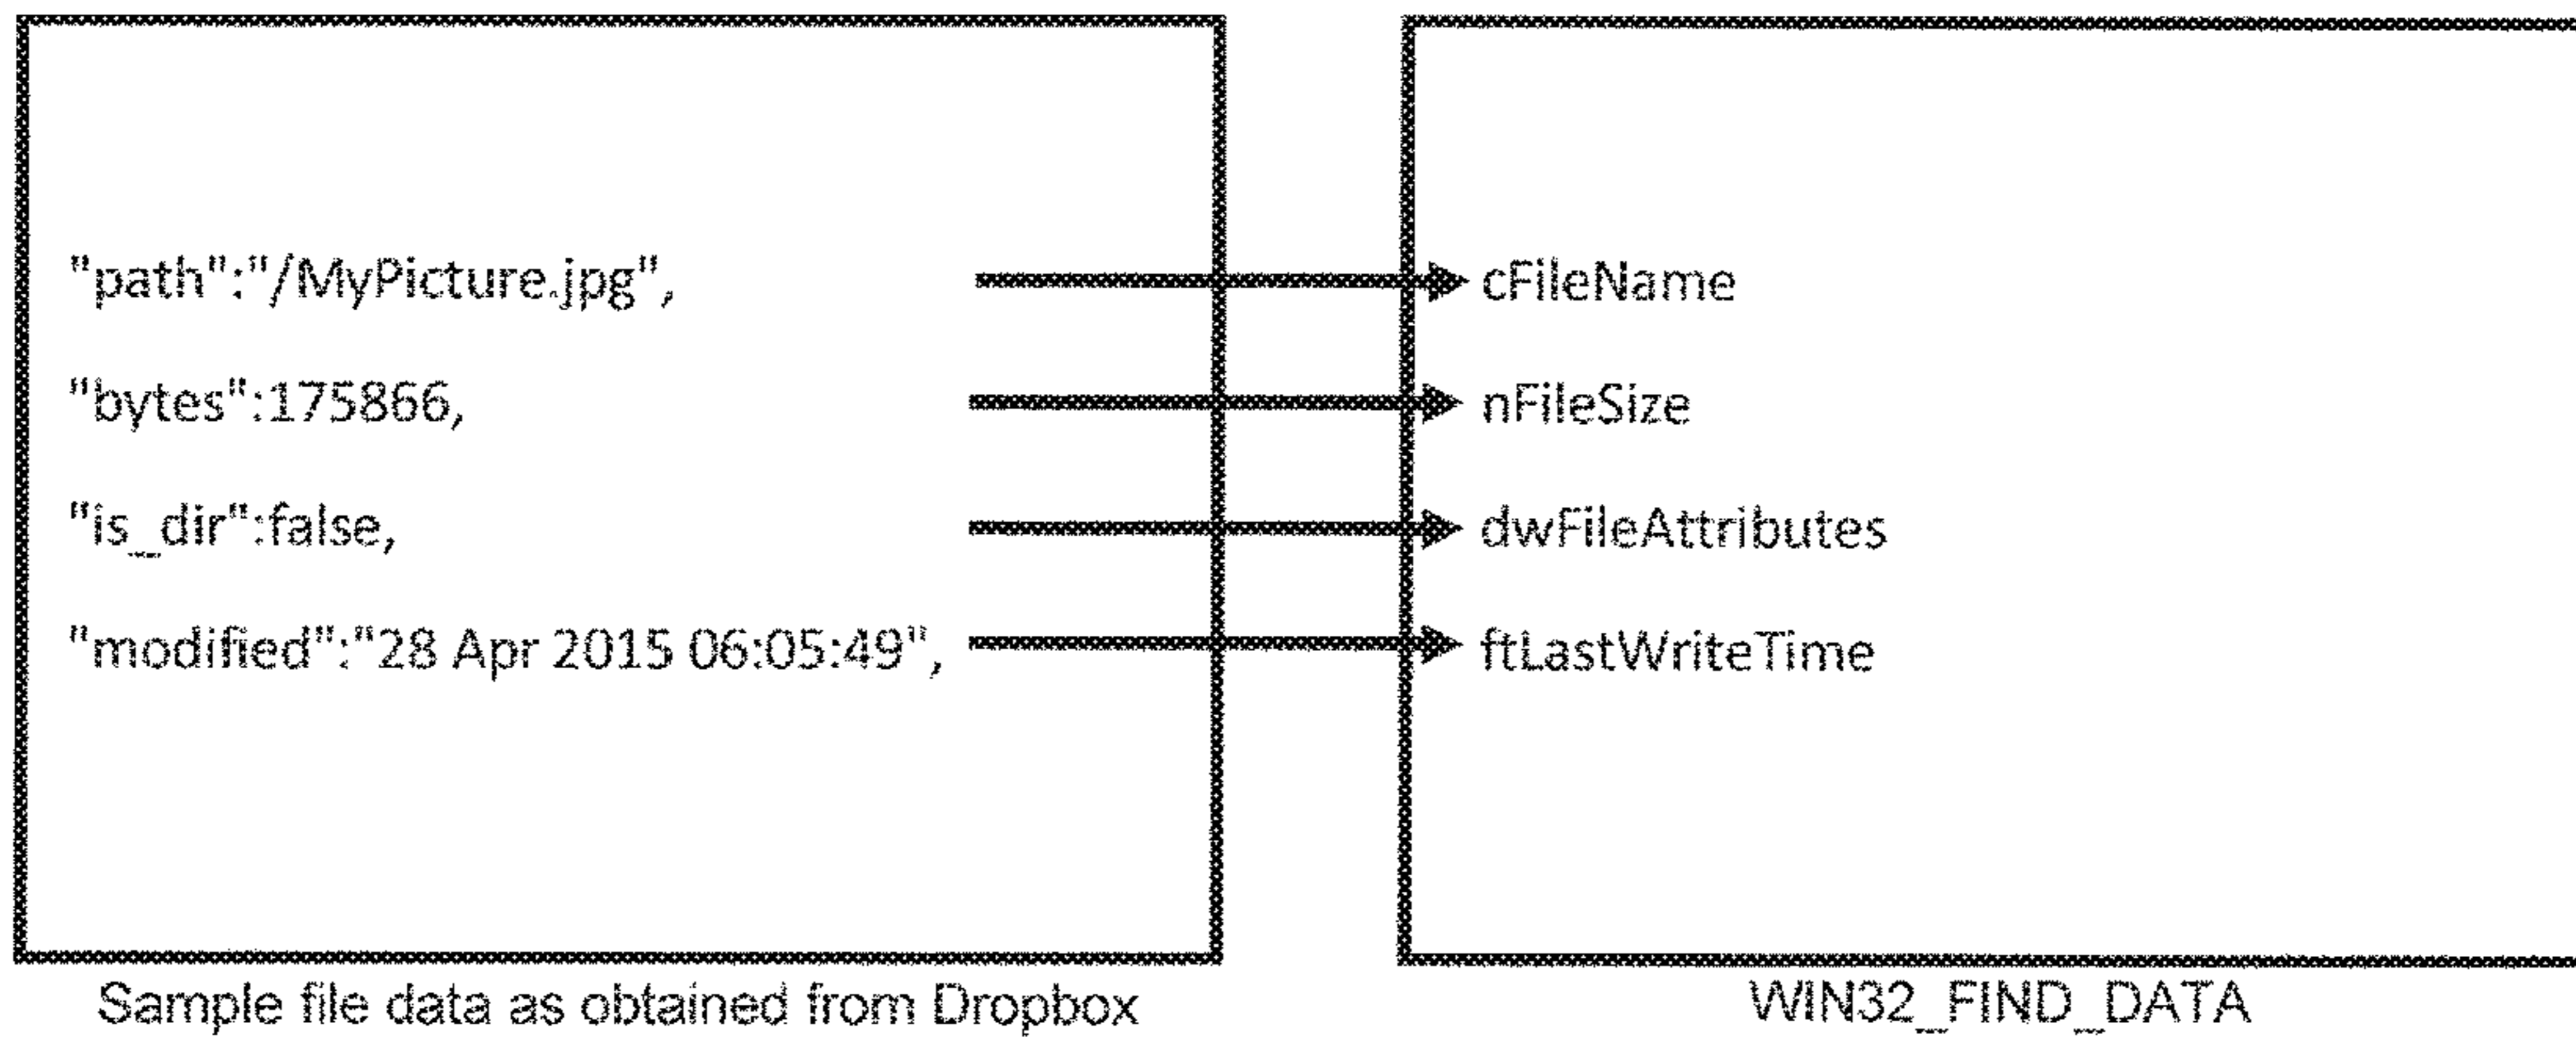 "path":"/MyPicture.jpg", cFileName
"bytes":175866, nFileSize
"is_dir":false, dwFileAttributes
"modified":"28 Apr 2015 06:05:49", ftLastWriteTime
Sample file data as obtained from Dropbox WIN32_FIND_DATA